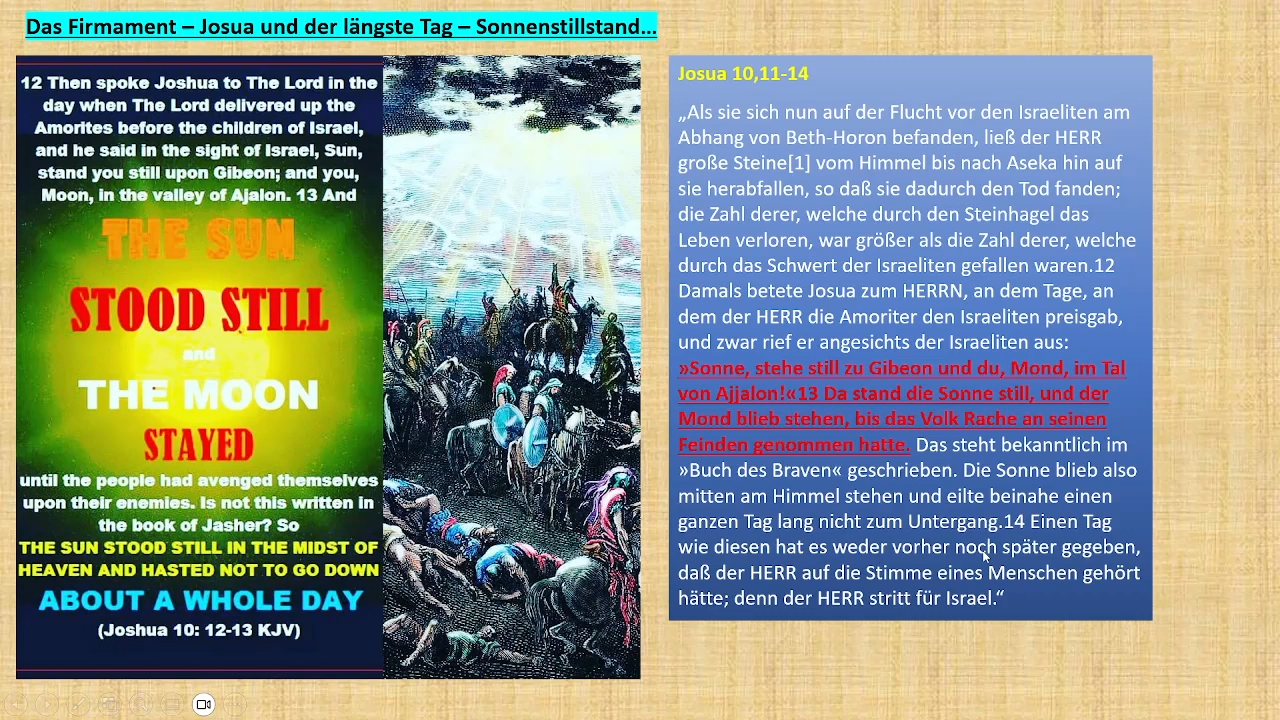 Das Firmament – Josua und der längste Tag – Sonnenstillstand...
12 Then spoke Joshua to The Lord in the
day when The Lord delivered up the
Amorites before the children of Israel,
and he said in the sight of Israel, Sun,
stand you still upon Gibeon; and you,
Moon, in the valley of Ajalon. 13 And
THE SUN
STOOD STILL
and
THE MOON
STAYED
until the people had avenged themselves
upon their enemies. Is not this written in
the book of Jasher? So
THE SUN STOOD STILL IN THE MIDST OF
HEAVEN AND HASTED NOT TO GO DOWN
ABOUT A WHOLE DAY
(Joshua 10: 12-13 KJV)
Josua 10,11-14
„Als sie sich nun auf der Flucht vor den Israeliten am
Abhang von Beth-Horon befanden, ließ der HERR
große Steine[1] vom Himmel bis nach Aseka hin auf
sie herabfallen, so daß sie dadurch den Tod fanden;
die Zahl derer, welche durch den Steinhagel das
Leben verloren, war größer als die Zahl derer, welche
durch das Schwert der Israeliten gefallen waren.12
Damals betete Josua zum HERRN, an dem Tage, an
dem der HERR die Amoriter den Israeliten preisgab,
und zwar rief er angesichts der Israeliten aus:
»Sonne, stehe still zu Gibeon und du, Mond, im Tal
von Ajjalon!«13 Da stand die Sonne still, und der
Mond blieb stehen, bis das Volk Rache an seinen
Feinden genommen hatte. Das steht bekanntlich im
»Buch des Braven« geschrieben. Die Sonne blieb also
mitten am Himmel stehen und eilte beinahe einen
ganzen Tag lang nicht zum Untergang.14 Einen Tag
wie diesen hat es weder vorher noch später gegeben,
daß der HERR auf die Stimme eines Menschen gehört
hätte; denn der HERR stritt für Israel.“